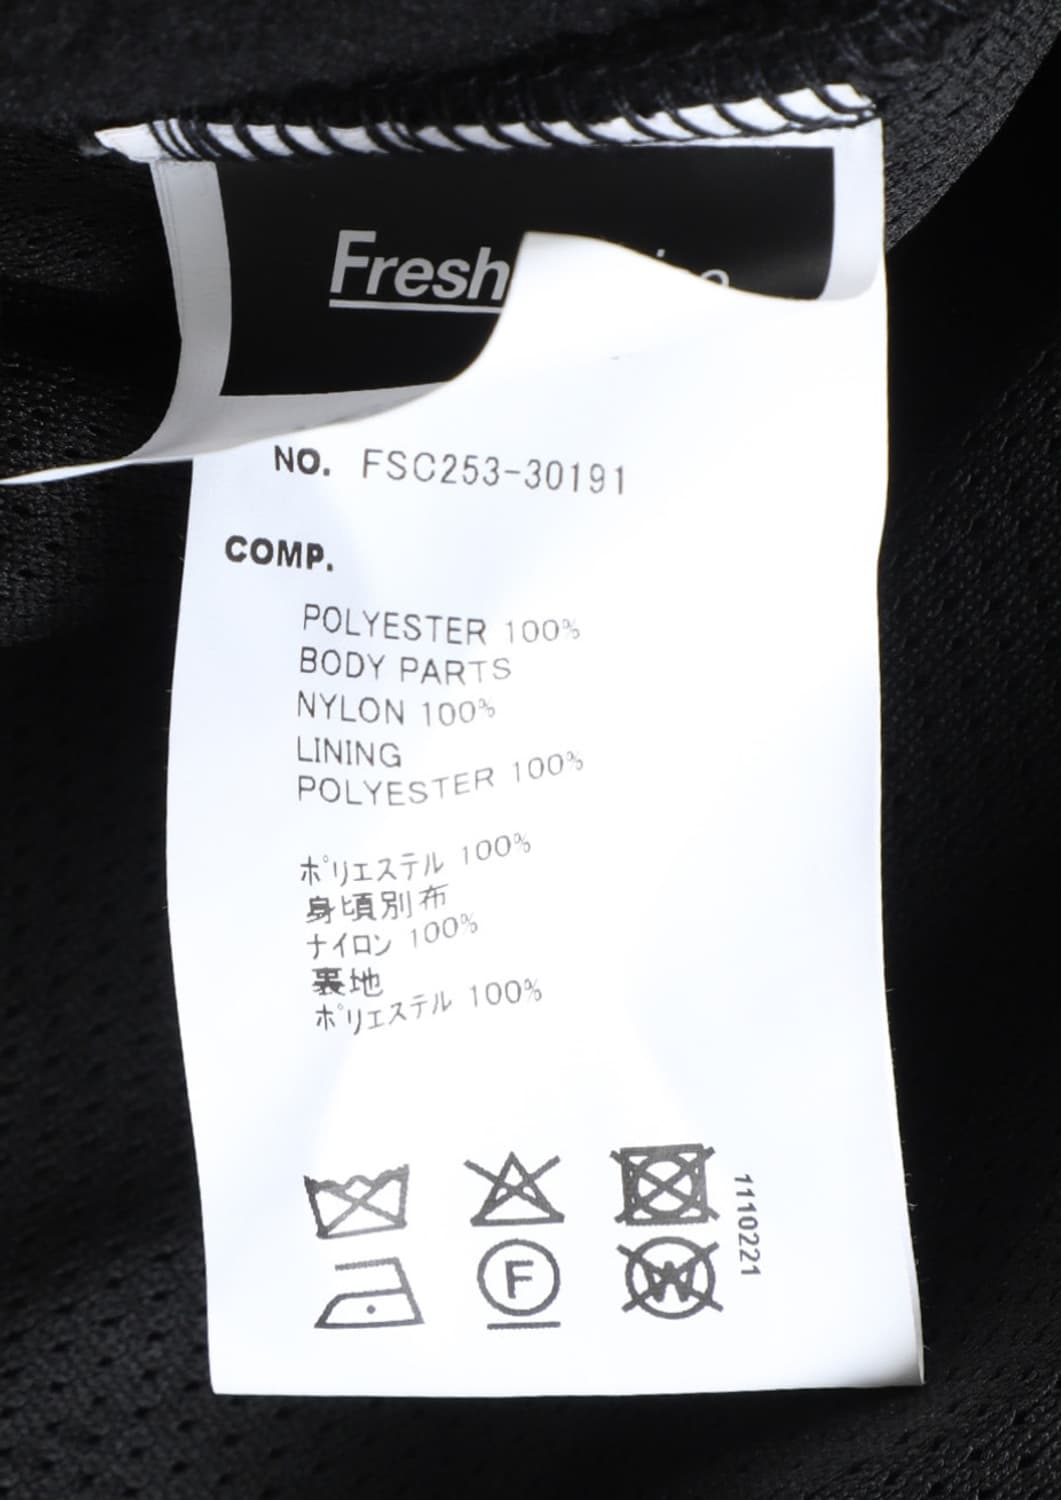 Fresh
NO. FSC253-30191
COMP.
POLYESTER 100%
BODY PARTS
NYLON 100%
LINING
POLYESTER 100%
ポリエステル 100%
身頃別布
ナイロン 100%
裏地
ポリエステル 100%
1110221
F
W